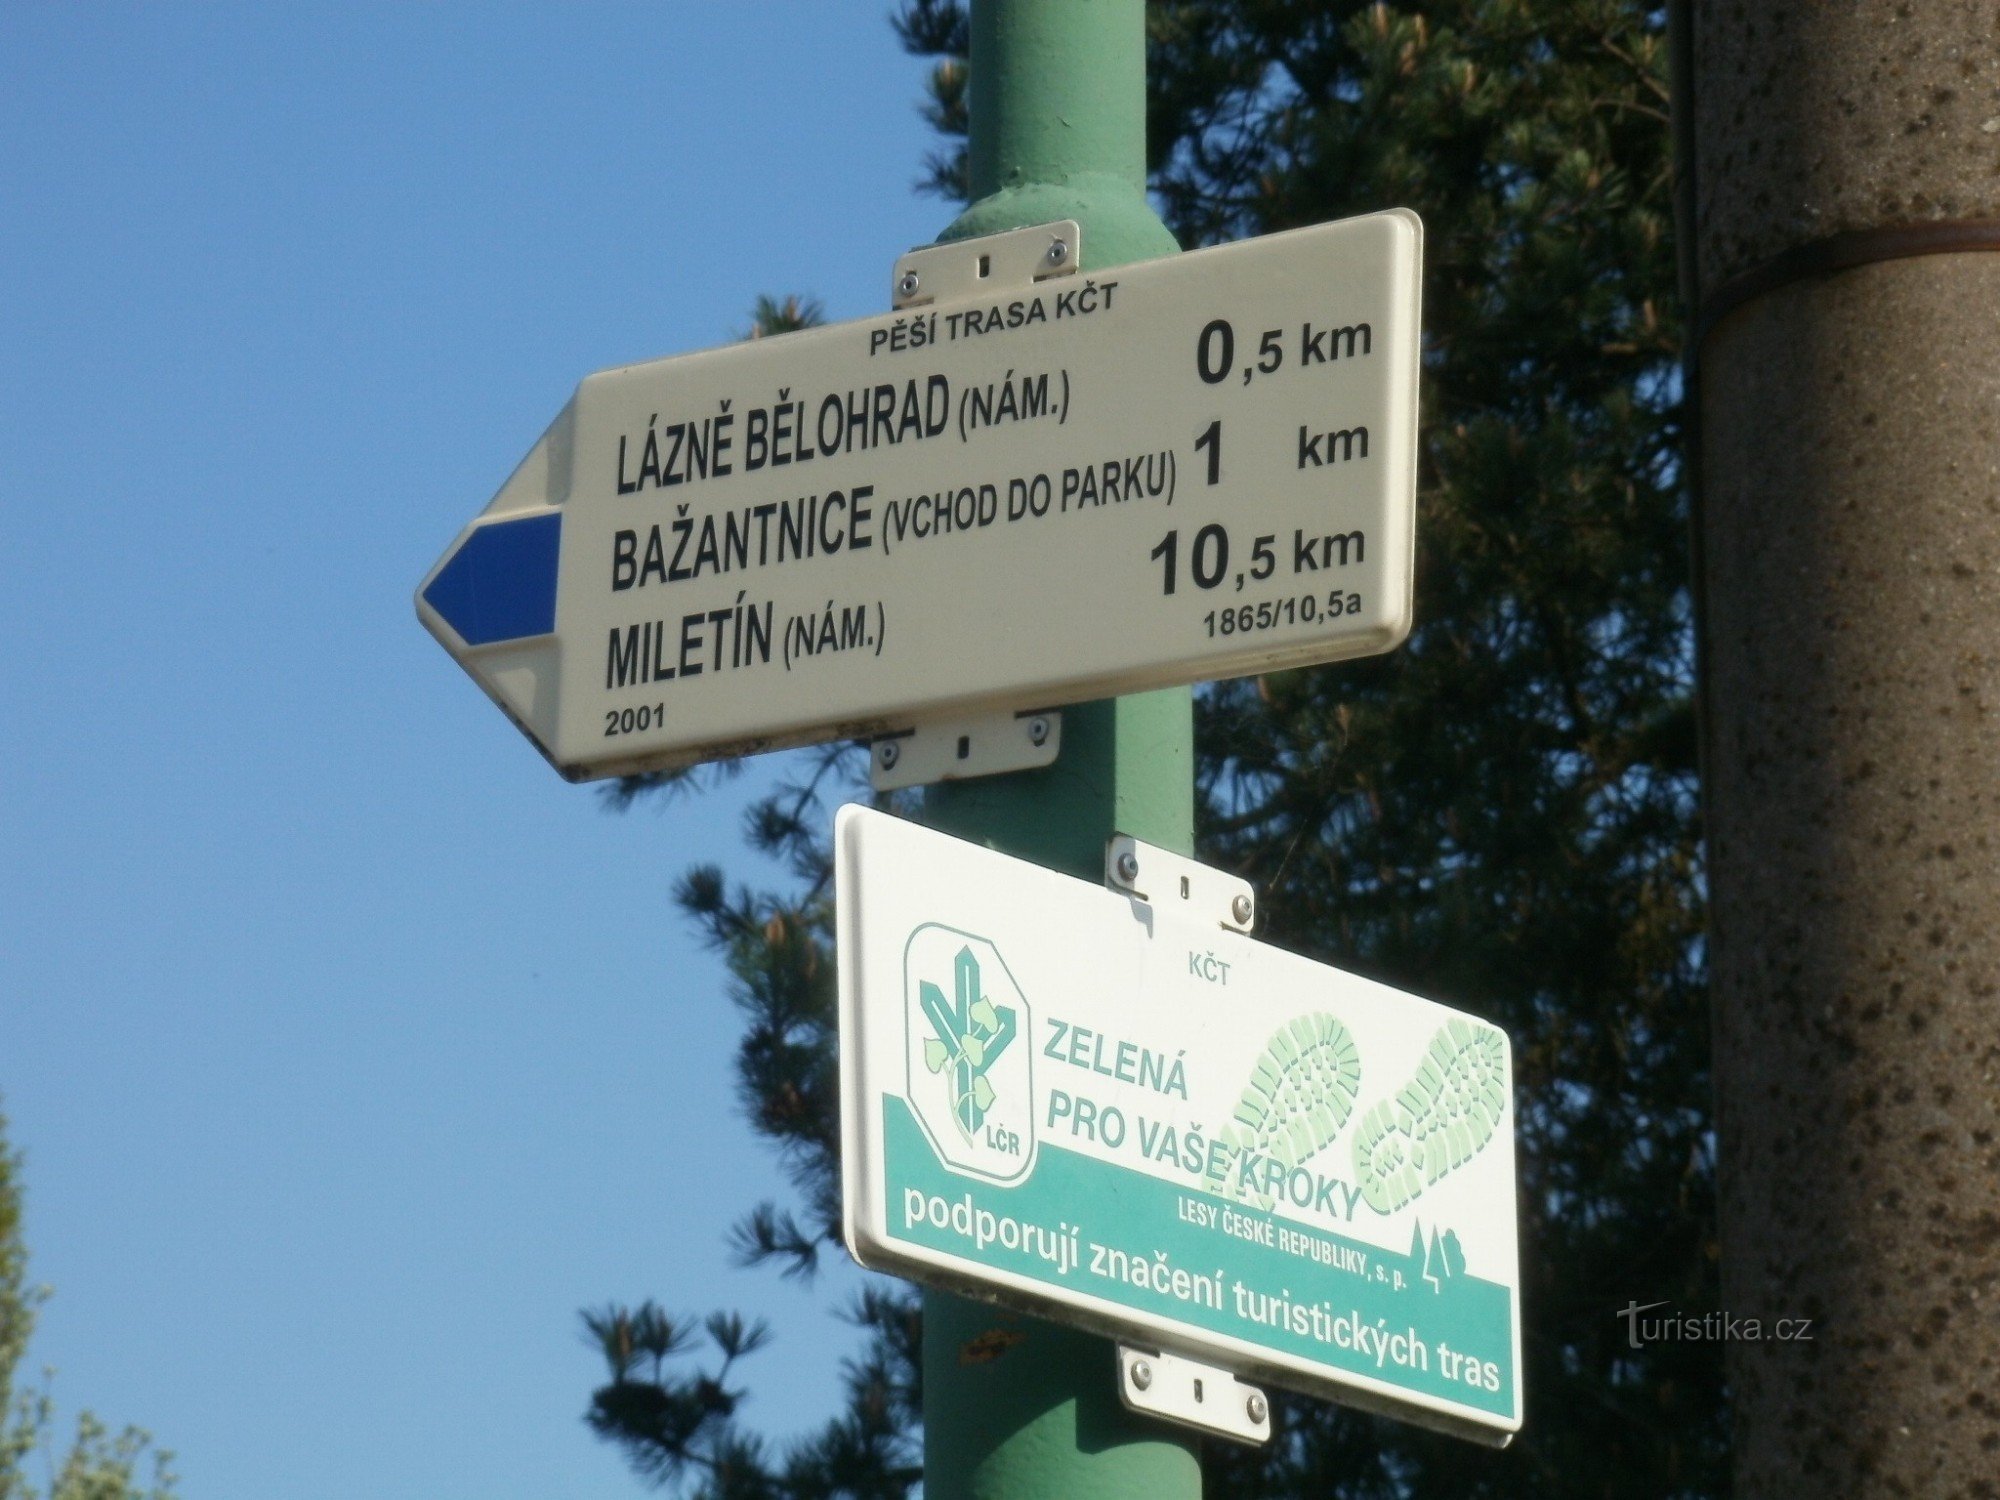 PĚŠÍ TRASA KČT
LÁZNĚ BĚLOHRAD (NÁM.) 0,5 km
BAŽANTNICE (VCHOD DO PARKU) 1 km
MILETÍN (NÁM.) 10,5 km
2001 1865/10,5a
KČT
ZELENÁ
PRO VAŠE KROKY
LČR
LESY ČESKÉ REPUBLIKY, s. p.
podporují značení turistických tras
Turistika.cz